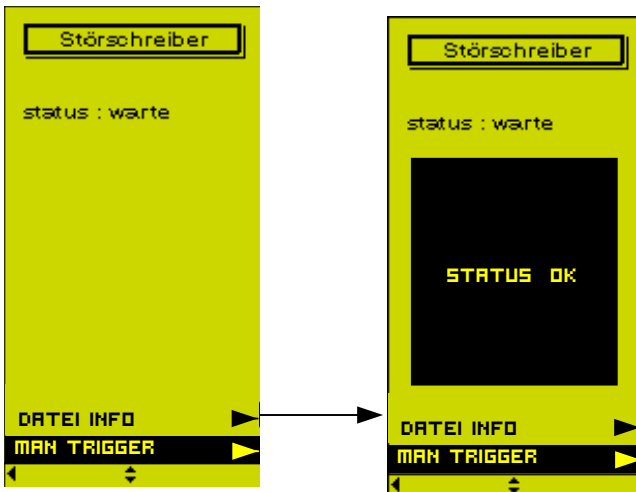 Störschreiber
status : warte
DATEI INFO
MAN TRIGGER
Störschreiber
status : warte
STATUS OK
DATEI INFO
MAN TRIGGER